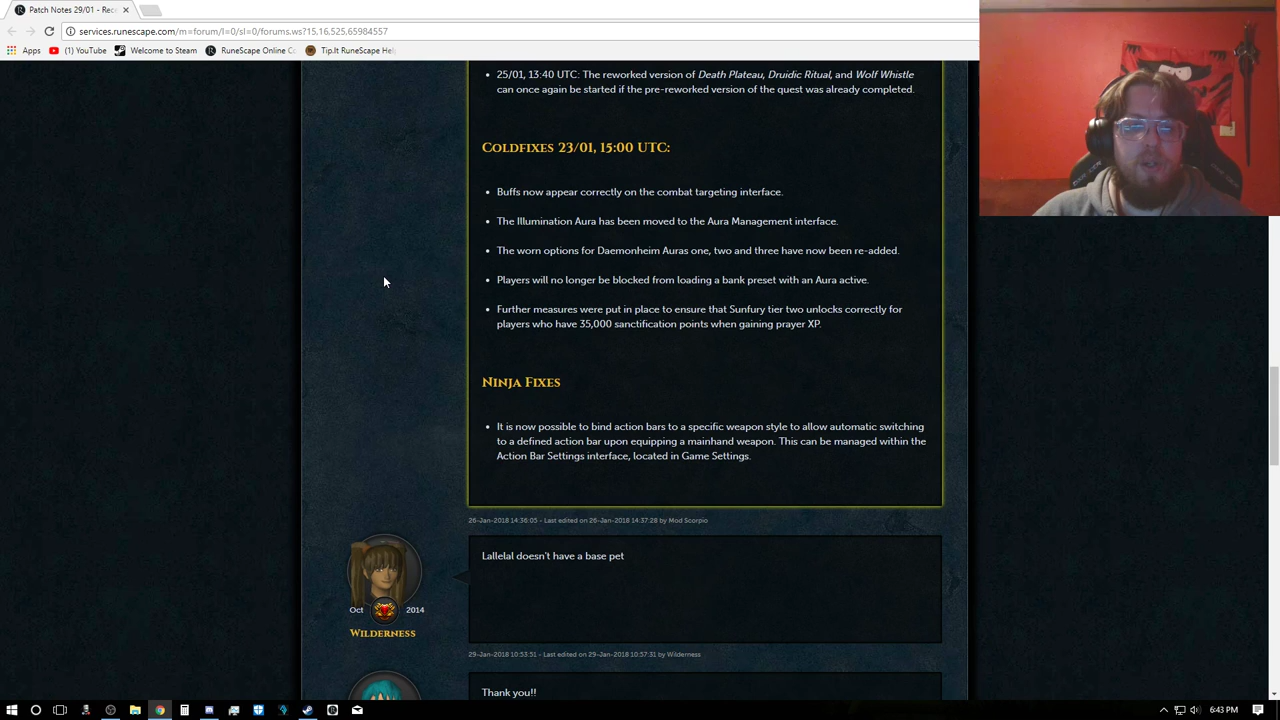 Patch Notes 29/01 - Rec
services.runescape.com/m=forum/l=0/sl=0/forums.ws?15,16,525,65984557
Apps (1) YouTube Welcome to Steam RuneScape Online Co Tip.It RuneScape Hel
25/01, 13:40 UTC: The reworked version of Death Plateau, Druidic Ritual, and Wolf Whistle
can once again be started if the pre-reworked version of the quest was already completed.
Coldfixes 23/01, 15:00 UTC:
Buffs now appear correctly on the combat targeting interface.
The Illumination Aura has been moved to the Aura Management interface.
The worn options for Daemonheim Auras one, two and three have now been re-added.
Players will no longer be blocked from loading a bank preset with an Aura active.
Further measures were put in place to ensure that Sunfury tier two unlocks correctly for
players who have 35,000 sanctification points when gaining prayer XP.
Ninja Fixes
It is now possible to bind action bars to a specific weapon style to allow automatic switching
to a defined action bar upon equipping a mainhand weapon. This can be managed within the
Action Bar Settings interface, located in Game Settings.
26-Jan-2018 14:36:05 - Last edited on 26-Jan-2018 14:37:28 by Mod Scorpio
Lallelal doesn't have a base pet
Oct 2014
Wilderness
29-Jan-2018 10:53:51 - Last edited on 29-Jan-2018 10:57:31 by Wilderness
Thank you!!
6:43 PM